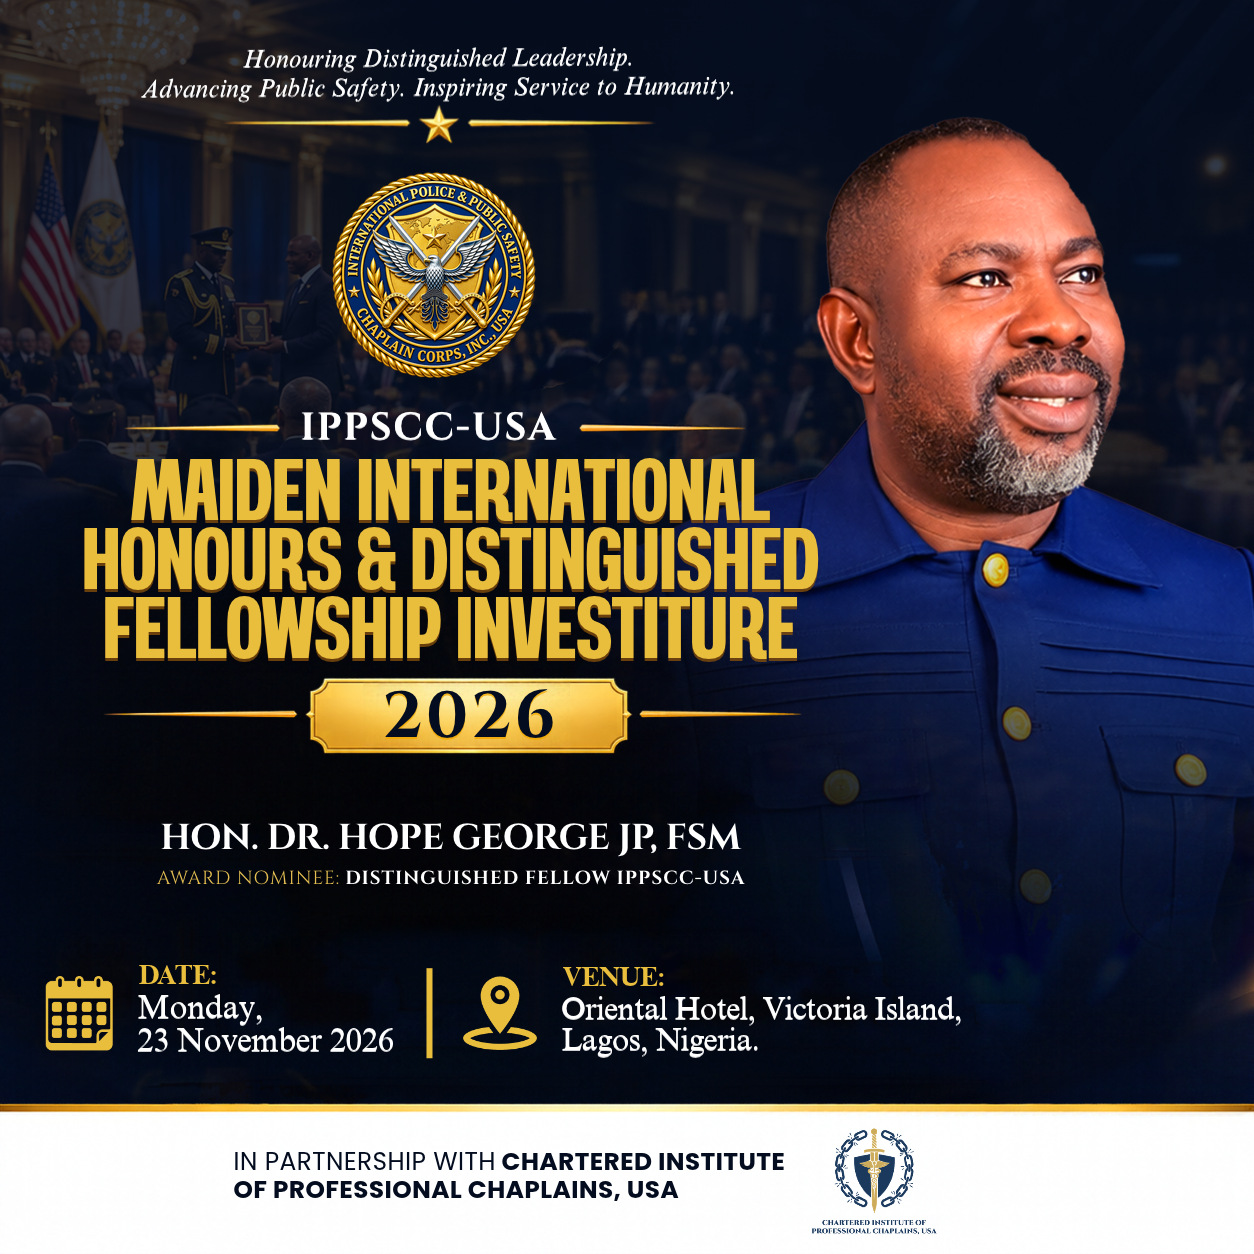 Honouring Distinguished Leadership.
Advancing Public Safety. Inspiring Service to Humanity.
INTERNATIONAL POLICE & PUBLIC SAFETY
CHAPLAIN CORPS, INC., USA
IPPSCC-USA
MAIDEN INTERNATIONAL
HONOURS & DISTINGUISHED
FELLOWSHIP INVESTITURE
2026
HON. DR. HOPE GEORGE JP, FSM
AWARD NOMINEE: DISTINGUISHED FELLOW IPPSCC-USA
DATE:
Monday,
23 November 2026
VENUE:
Oriental Hotel, Victoria Island,
Lagos, Nigeria.
IN PARTNERSHIP WITH CHARTERED INSTITUTE
OF PROFESSIONAL CHAPLAINS, USA
CHARTERED INSTITUTE OF
PROFESSIONAL CHAPLAINS, USA